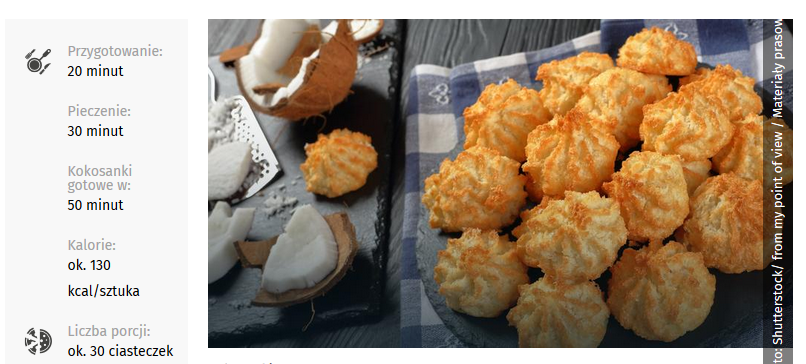 Przygotowanie:
20 minut
Pieczenie:
30 minut
Kokosanki
gotowe w:
50 minut
Kalorie:
ok. 130
kcal/sztuka
Liczba porcji:
ok. 30 ciasteczek
to: Shutterstock/ from my point of view / Materiały prasow